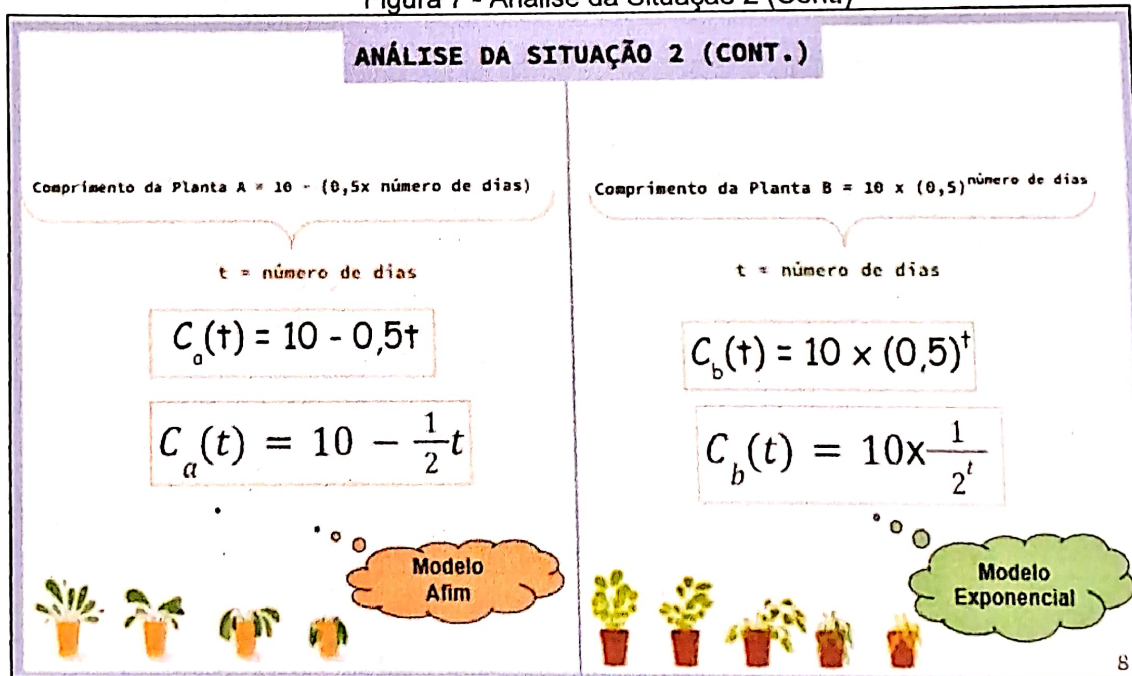 Figura 7 - Análise da Situação 2 (Cont.)
ANÁLISE DA SITUAÇÃO 2 (CONT.)
Comprimento da Planta A = 10 - (0,5x número de dias)
t = número de dias
Cₐ(t) = 10 - 0,5t
Cₐ(t) = 10 - 1/2 t
Modelo
Afim
Comprimento da Planta B = 10 x (0,5)^número de dias
t = número de dias
C_b(t) = 10 × (0,5)^t
C_b(t) = 10x 1/2^t
Modelo
Exponencial
8